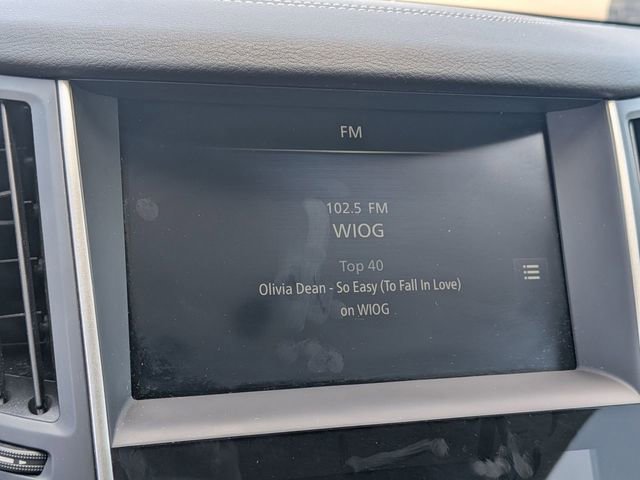 FM
102.5 FM
WIOG
Top 40
Olivia Dean - So Easy (To Fall In Love)
on WIOG